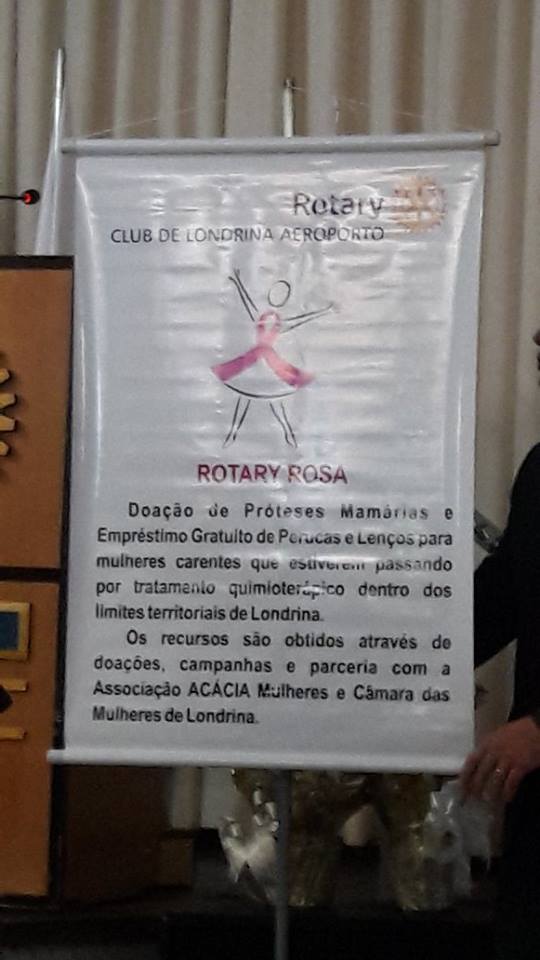 Rotary
CLUB DE LONDRINA AEROPORTO
ROTARY ROSA
Doação de Próteses Mamárias e
Empréstimo Gratuito de Perucas e Lenços para
mulheres carentes que estiverem passando
por tratamento quimioterápico dentro dos
limites territoriais de Londrina.
Os recursos são obtidos através de
doações, campanhas e parceria com a
Associação ACÁCIA Mulheres e Câmara das
Mulheres de Londrina.